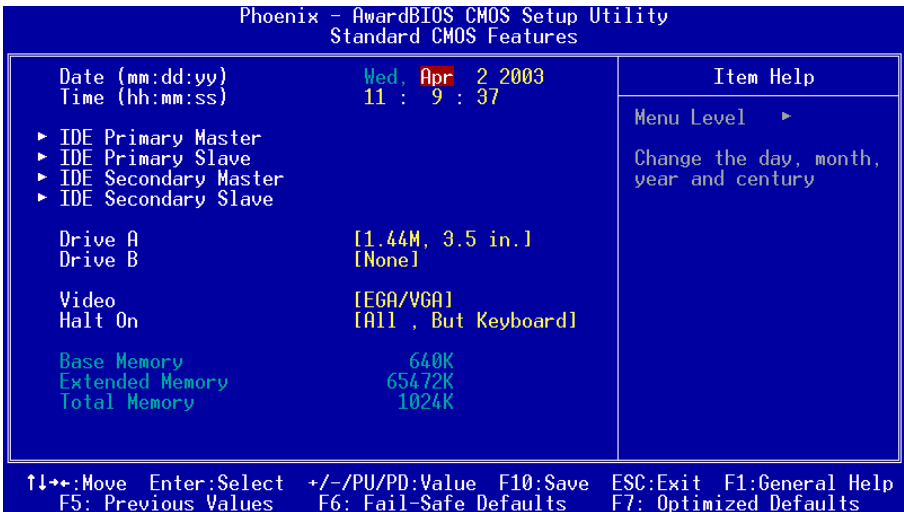 Phoenix - AwardBIOS CMOS Setup Utility
Standard CMOS Features
Date (mm:dd:yy) Wed, Apr 2 2003
Time (hh:mm:ss) 11 : 9 : 37
► IDE Primary Master
► IDE Primary Slave
► IDE Secondary Master
► IDE Secondary Slave
Drive A [1.44M, 3.5 in.]
Drive B [None]
Video [EGA/VGA]
Halt On [All , But Keyboard]
Base Memory 640K
Extended Memory 65472K
Total Memory 1024K
Item Help
Menu Level ►
Change the day, month,
year and century
↑↓→←:Move Enter:Select +/-/PU/PD:Value F10:Save ESC:Exit F1:General Help
F5: Previous Values F6: Fail-Safe Defaults F7: Optimized Defaults